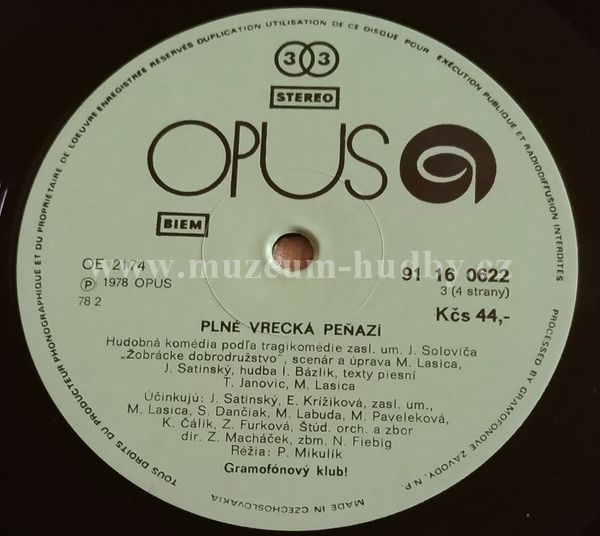 TOUS DROITS DU PRODUCTEUR PHONOGRAPHIQUE ET DU PROPRIÉTAIRE DE L'OEUVRE ENREGISTRÉE RESERVES DUPLICATION UTILISATION DE CE DISQUE POUR EXÉCUTION PUBLIQUE ET RADIODIFFUSION INTERDITES
33
STEREO
OPUS
BIEM
OE 2174
℗ 1978 OPUS
78 2
91 16 0622
3 (4 strany)
Kčs 44,-
www.muzeum-hudby.cz
PLNÉ VRECKÁ PEŇAZÍ
Hudobná komédia podľa tragikomédie zasl. um. J. Soloviča
„Žobrácke dobrodružstvo", scenár a úprava M. Lasica,
J. Satinský, hudba I. Bázlik, texty piesní
T. Janovic, M. Lasica
Účinkujú: J. Satinský, E. Krížiková, zasl. um.,
M. Lasica, S. Dančiak, M. Labuda, M. Paveleková,
K. Čálik, Z. Furková, Štúd. orch. a zbor
dir. Z. Macháček, zbm. N. Fiebig
Réžia: P. Mikulík
Gramofónový klub!
MADE IN CZECHOSLOVAKIA
PROCESSED BY GRAMOFONOVÉ ZÁVODY, N.P.